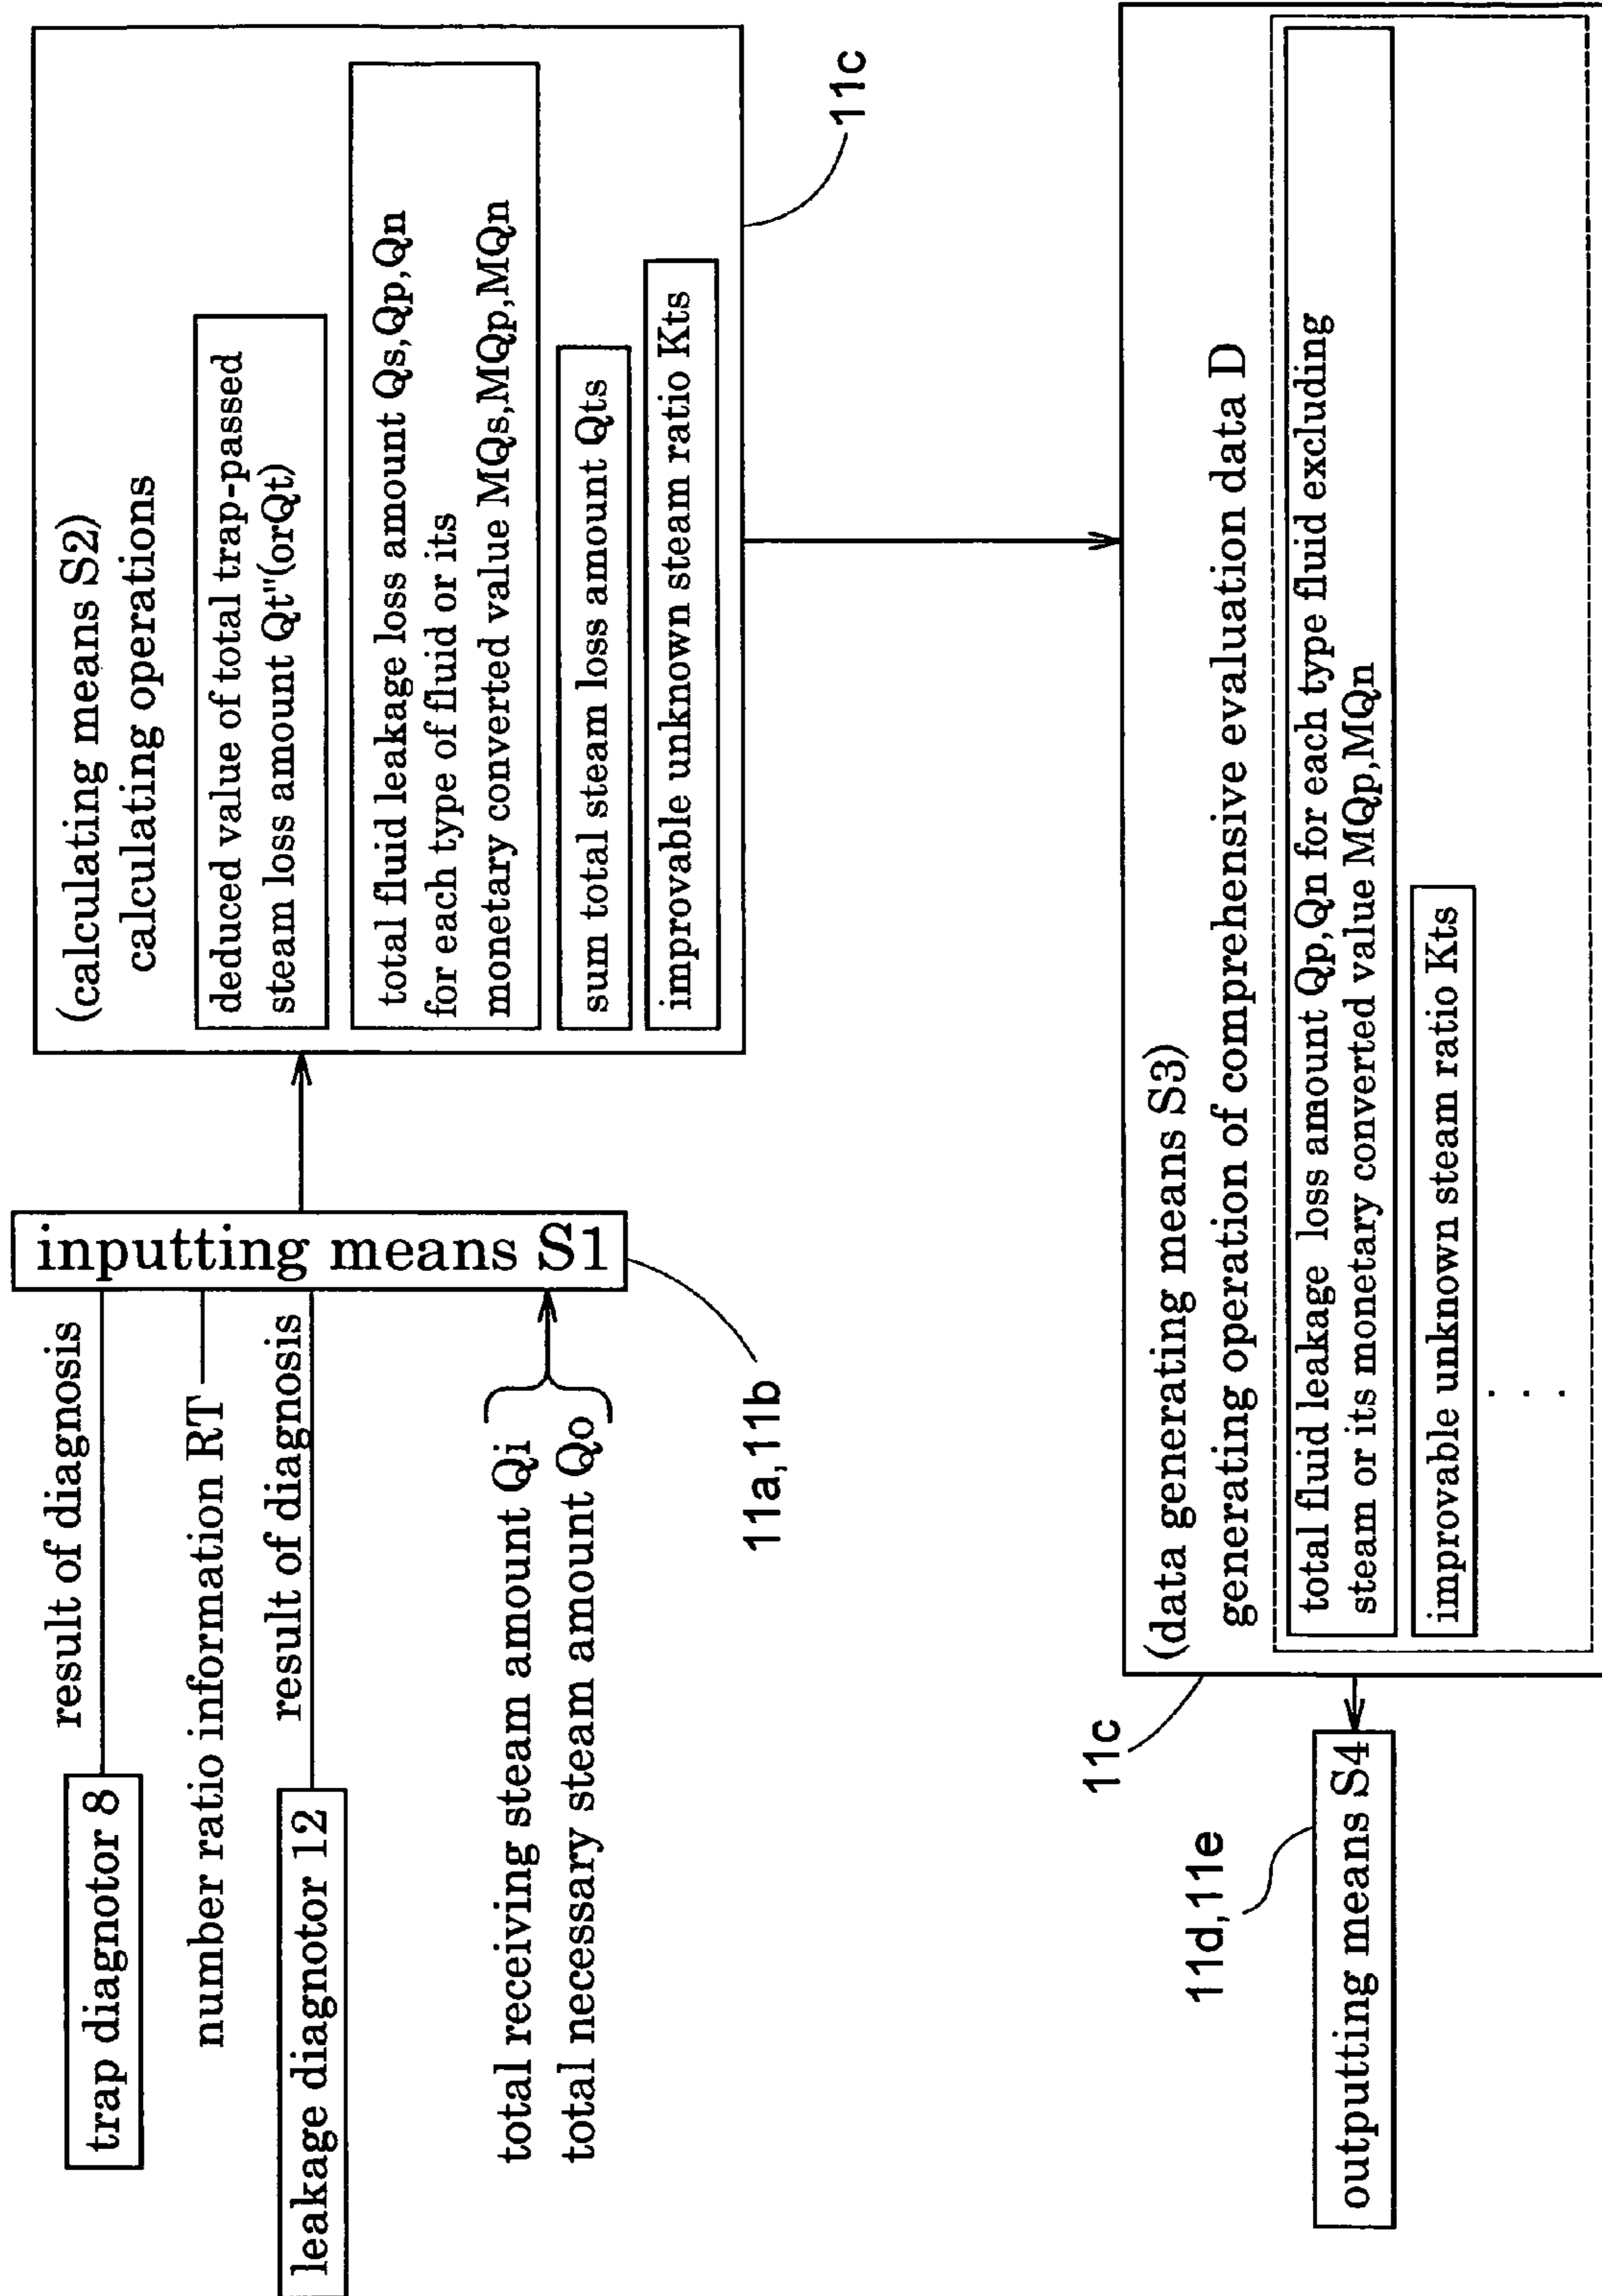 trap diagnotor 8
result of diagnosis
number ratio information RT
leakage diagnotor 12
result of diagnosis
total receiving steam amount Qi
total necessary steam amount Qo
inputting means S1
11a,11b
(calculating means S2)
calculating operations
deduced value of total trap-passed
steam loss amount Qt"(orQt)
total fluid leakage loss amount Qs,Qp,Qn
for each type of fluid or its
monetary converted value MQs,MQp,MQn
sum total steam loss amount Qts
improvable unknown steam ratio Kts
11c
(data generating means S3)
generating operation of comprehensive evaluation data D
total fluid leakage loss amount Qp,Qn for each type fluid excluding
steam or its monetary converted value MQp,MQn
improvable unknown steam ratio Kts
. . .
11c
outputting means S4
11d,11e